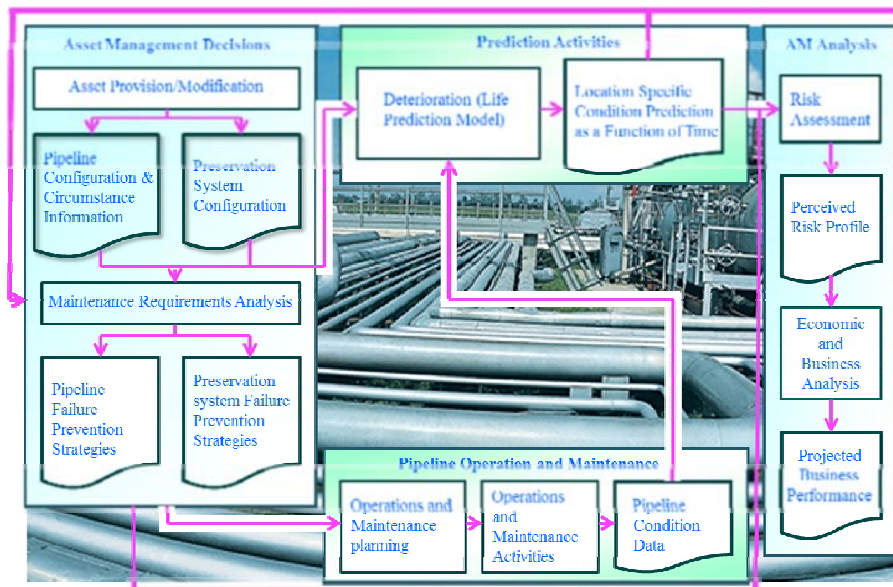 Asset Management Decisions
Asset Provision/Modification
Pipeline
Configuration &
Circumstance
Information
Preservation
System
Configuration
Maintenance Requirements Analysis
Pipeline
Failure
Prevention
Strategies
Preservation
system Failure
Prevention
Strategies
Prediction Activities
Deterioration (Life
Prediction Model)
Location Specific
Condition Prediction
as a Function of Time
Pipeline Operation and Maintenance
Operations and
Maintenance
planning
Operations
and
Maintenance
Activities
Pipeline
Condition
Data
AM Analysis
Risk
Assessment
Perceived
Risk Profile
Economic
and
Business
Analysis
Projected
Business
Performance